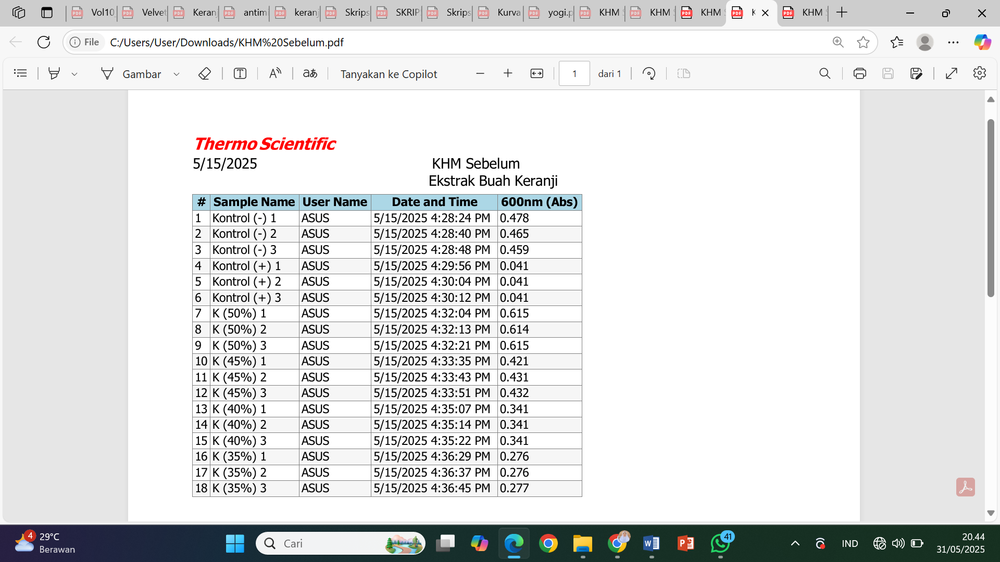 Vol10 Velvet Keranj antim keranj Skrips SKRIP Skrips Kurva yogi.p KHM S KHM S KHM S K KHM S
File C:/Users/User/Downloads/KHM%20Sebelum.pdf
Gambar Tanyakan ke Copilot 1 dari 1
Thermo Scientific
5/15/2025 KHM Sebelum
Ekstrak Buah Keranji
# Sample Name User Name Date and Time 600nm (Abs)
1 Kontrol (-) 1 ASUS 5/15/2025 4:28:24 PM 0.478
2 Kontrol (-) 2 ASUS 5/15/2025 4:28:40 PM 0.465
3 Kontrol (-) 3 ASUS 5/15/2025 4:28:48 PM 0.459
4 Kontrol (+) 1 ASUS 5/15/2025 4:29:56 PM 0.041
5 Kontrol (+) 2 ASUS 5/15/2025 4:30:04 PM 0.041
6 Kontrol (+) 3 ASUS 5/15/2025 4:30:12 PM 0.041
7 K (50%) 1 ASUS 5/15/2025 4:32:04 PM 0.615
8 K (50%) 2 ASUS 5/15/2025 4:32:13 PM 0.614
9 K (50%) 3 ASUS 5/15/2025 4:32:21 PM 0.615
10 K (45%) 1 ASUS 5/15/2025 4:33:35 PM 0.421
11 K (45%) 2 ASUS 5/15/2025 4:33:43 PM 0.431
12 K (45%) 3 ASUS 5/15/2025 4:33:51 PM 0.432
13 K (40%) 1 ASUS 5/15/2025 4:35:07 PM 0.341
14 K (40%) 2 ASUS 5/15/2025 4:35:14 PM 0.341
15 K (40%) 3 ASUS 5/15/2025 4:35:22 PM 0.341
16 K (35%) 1 ASUS 5/15/2025 4:36:29 PM 0.276
17 K (35%) 2 ASUS 5/15/2025 4:36:37 PM 0.276
18 K (35%) 3 ASUS 5/15/2025 4:36:45 PM 0.277
4 29°C
Berawan
Cari
41
IND
20.44
31/05/2025